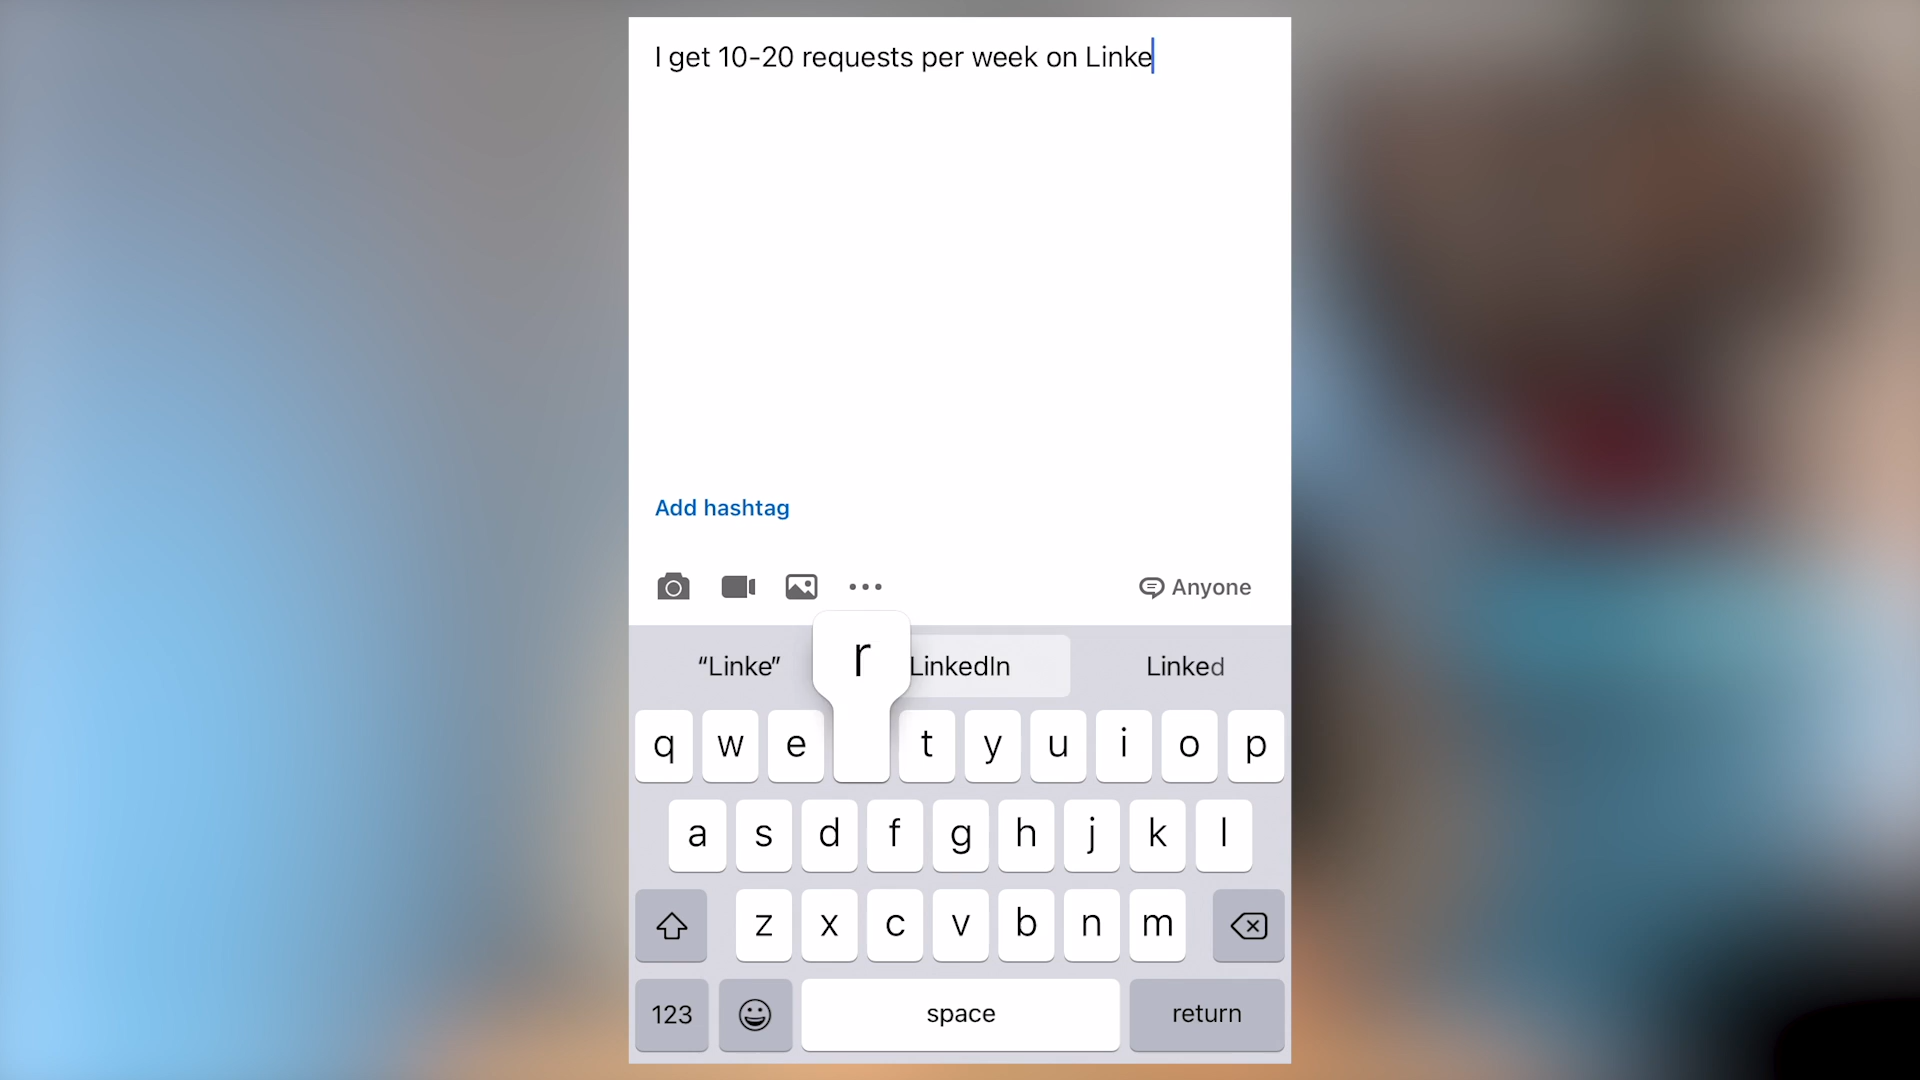 I get 10-20 requests per week on Linke
Add hashtag
Anyone
“Linke” LinkedIn Linked
r
q w e t y u i o p
a s d f g h j k l
z x c v b n m
123 space return